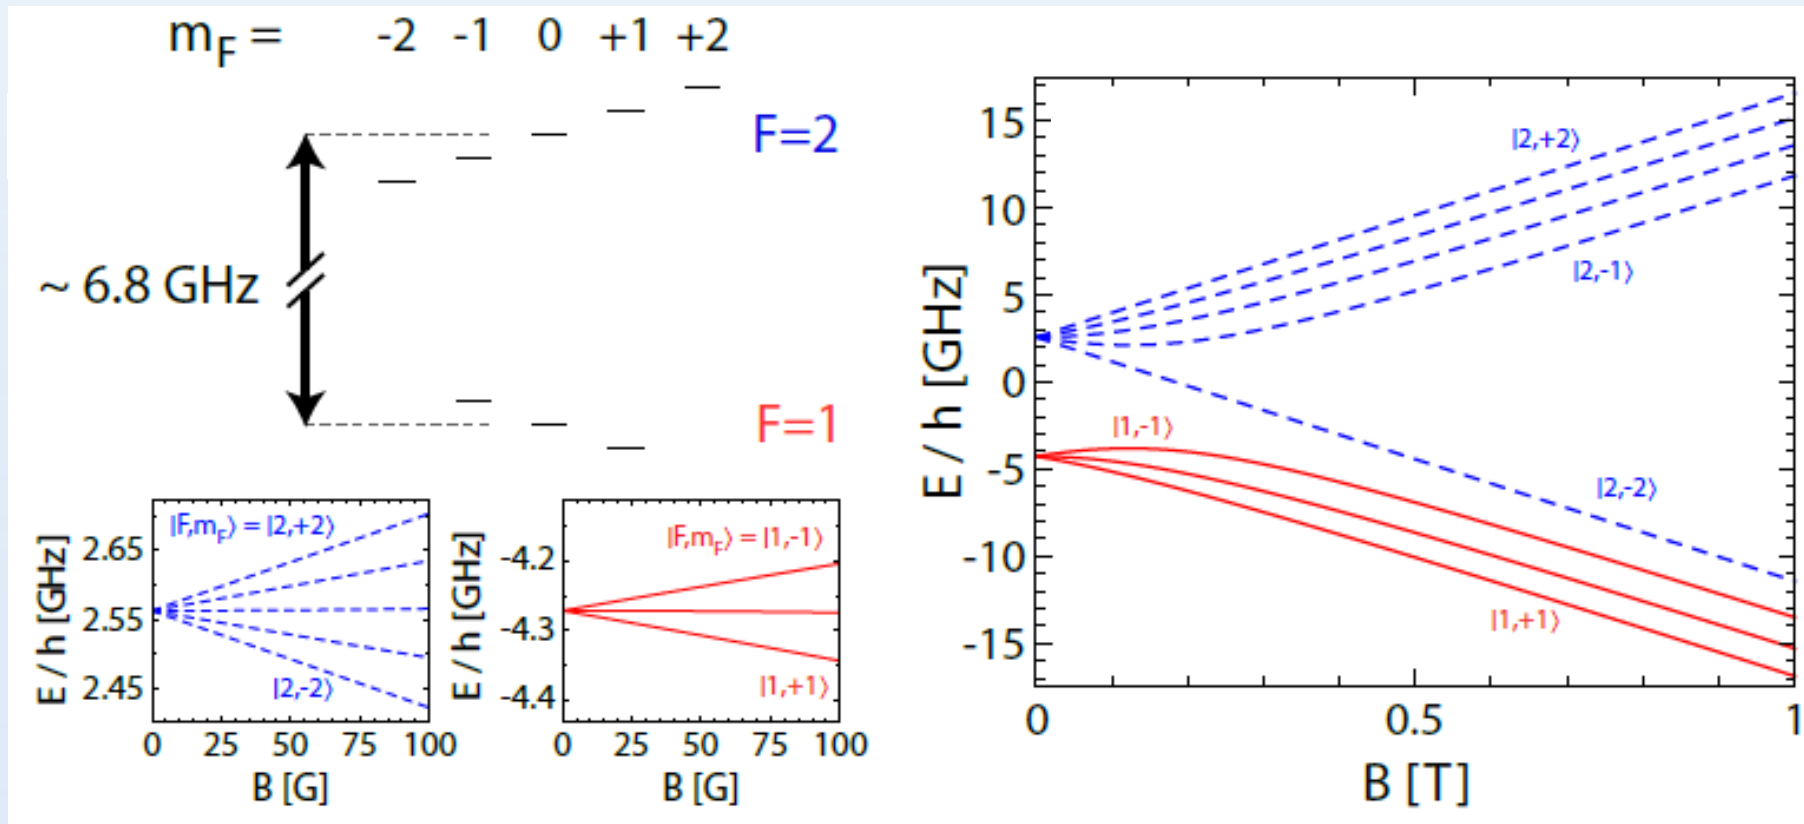 m_F = -2 -1 0 +1 +2
F=2
~ 6.8 GHz
F=1
|F,m_F⟩ = |2,+2⟩
|2,-2⟩
2.65
2.55
2.45
E / h [GHz]
0 25 50 75 100
B [G]
|F,m_F⟩ = |1,-1⟩
|1,+1⟩
-4.2
-4.3
-4.4
E / h [GHz]
0 25 50 75 100
B [G]
15
10
5
0
-5
-10
-15
E / h [GHz]
|2,+2⟩
|2,-1⟩
|1,-1⟩
|2,-2⟩
|1,+1⟩
0 0.5 1
B [T]